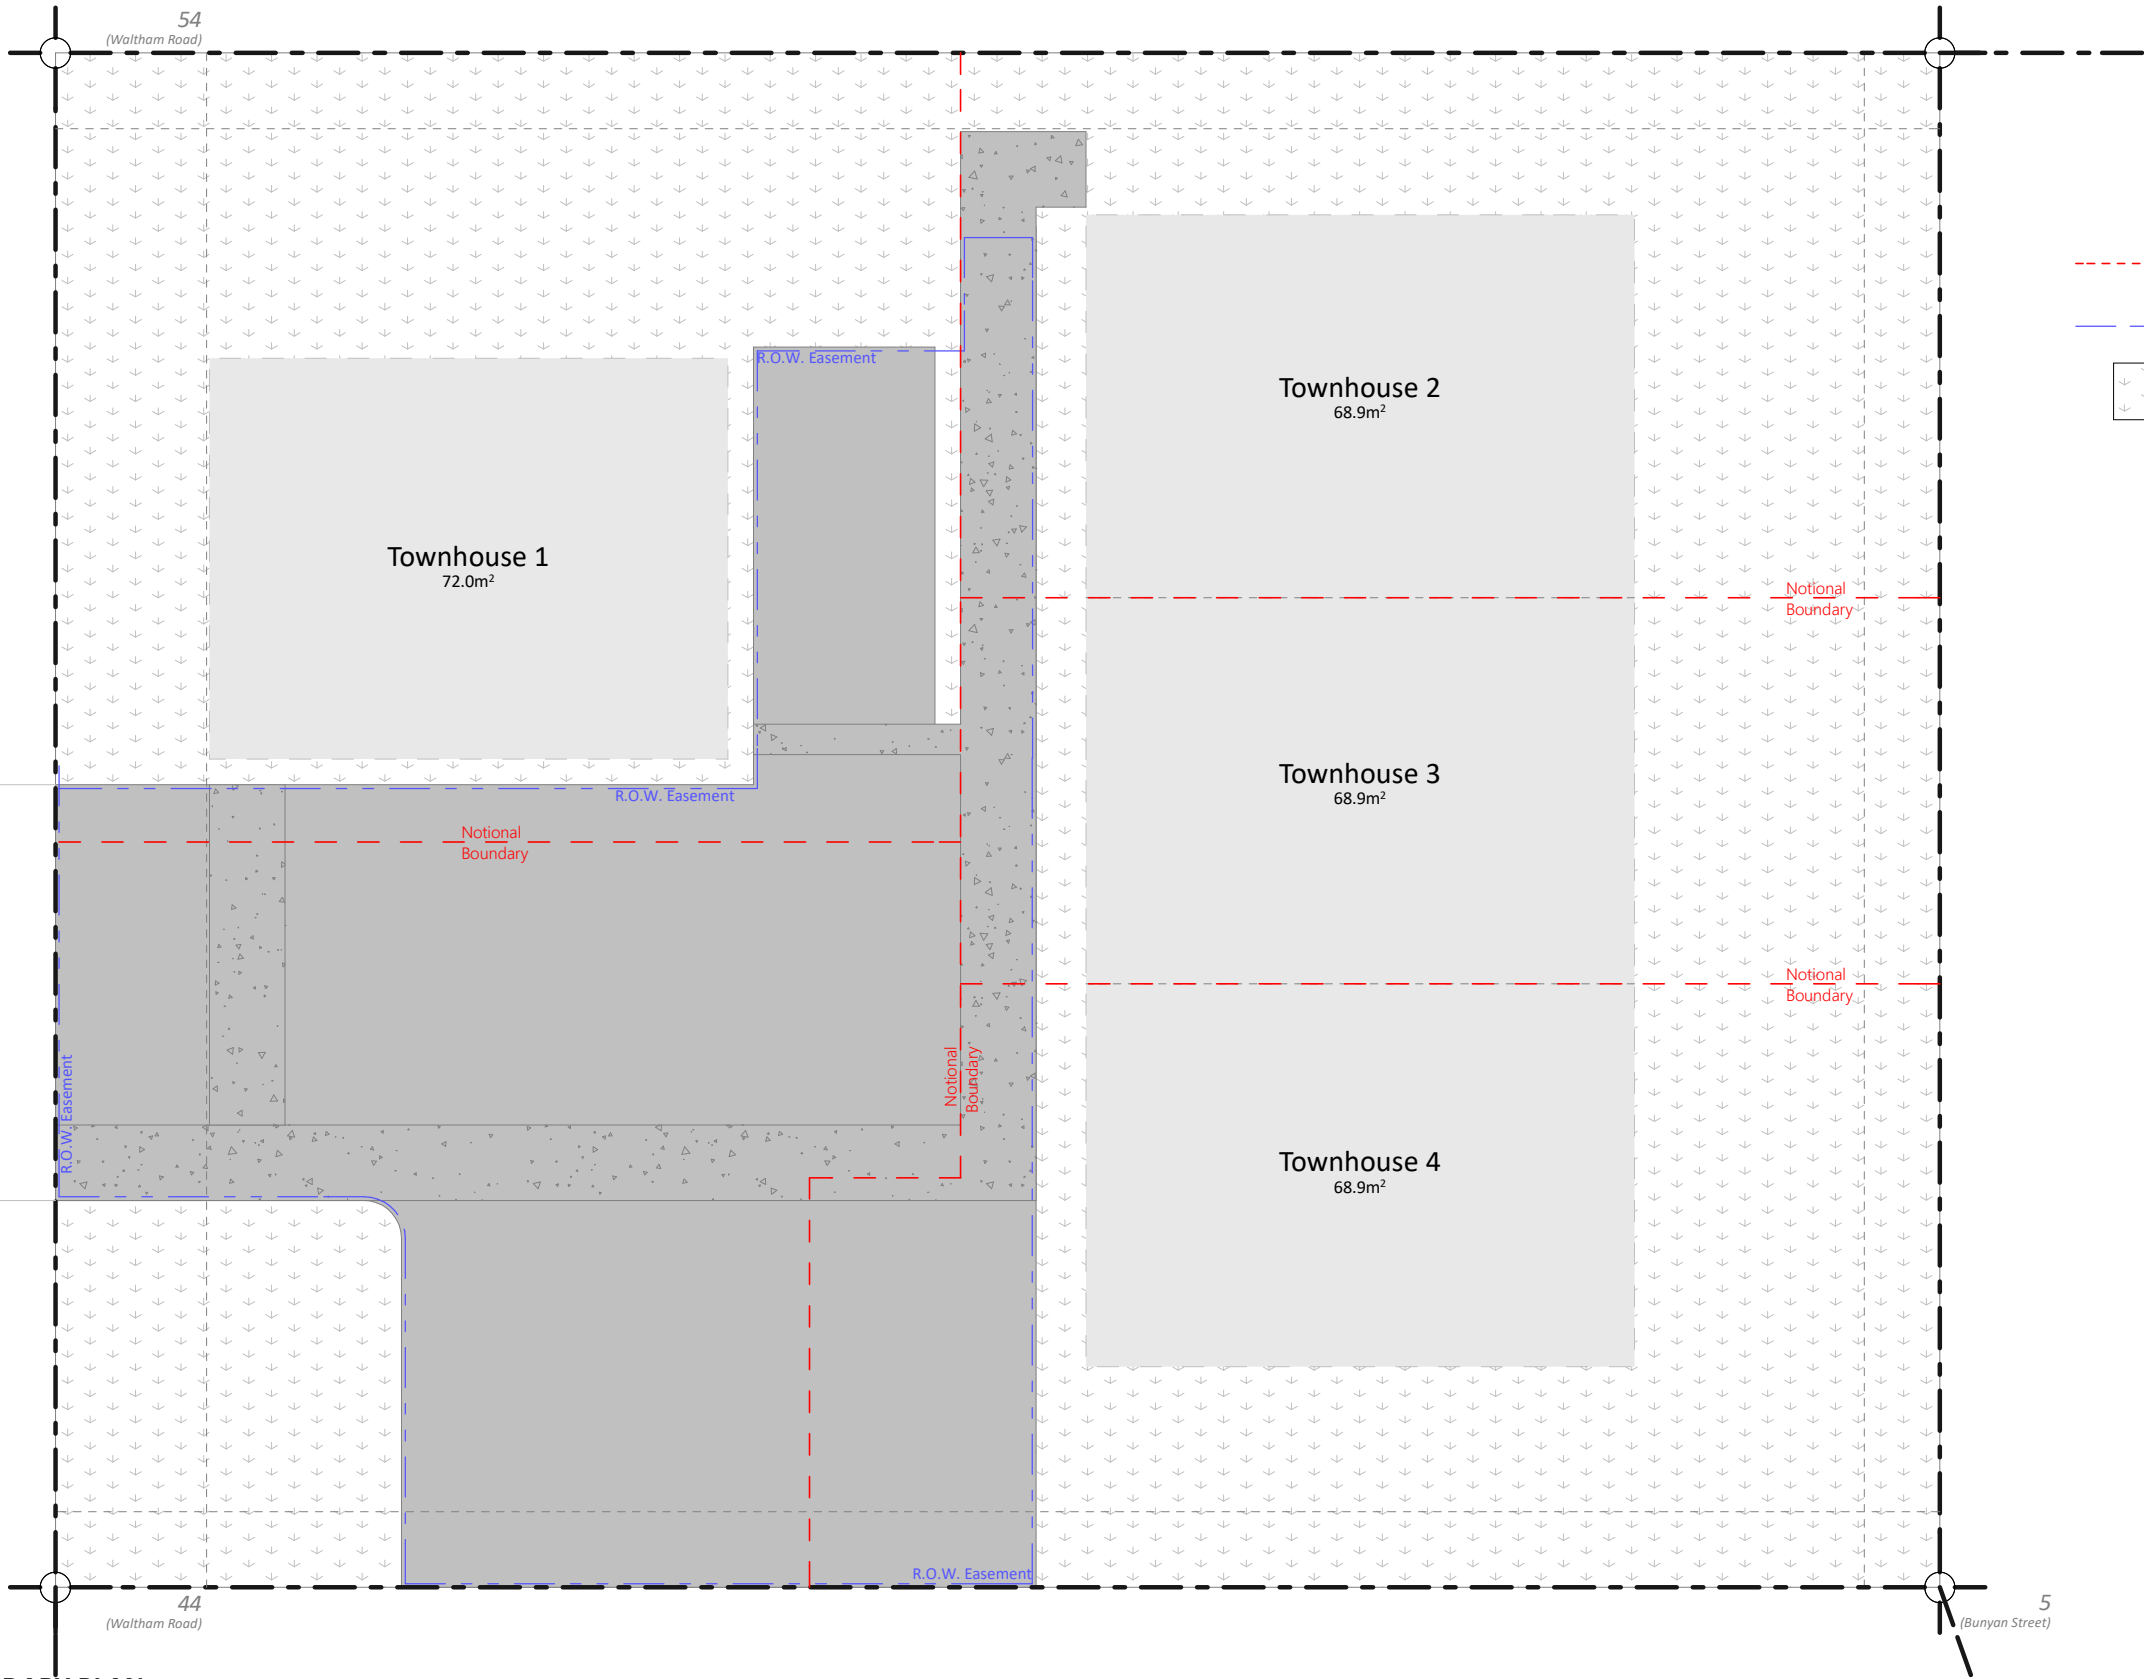 54
(Waltham Road)
R.O.W. Easement
Townhouse 2
68.9m²
Townhouse 1
72.0m²
Notional
Boundary
Townhouse 3
68.9m²
R.O.W. Easement
Notional
Boundary
Notional
Boundary
Notional
Boundary
R.O.W. Easement
Townhouse 4
68.9m²
R.O.W. Easement
44
(Waltham Road)
5
(Bunyan Street)